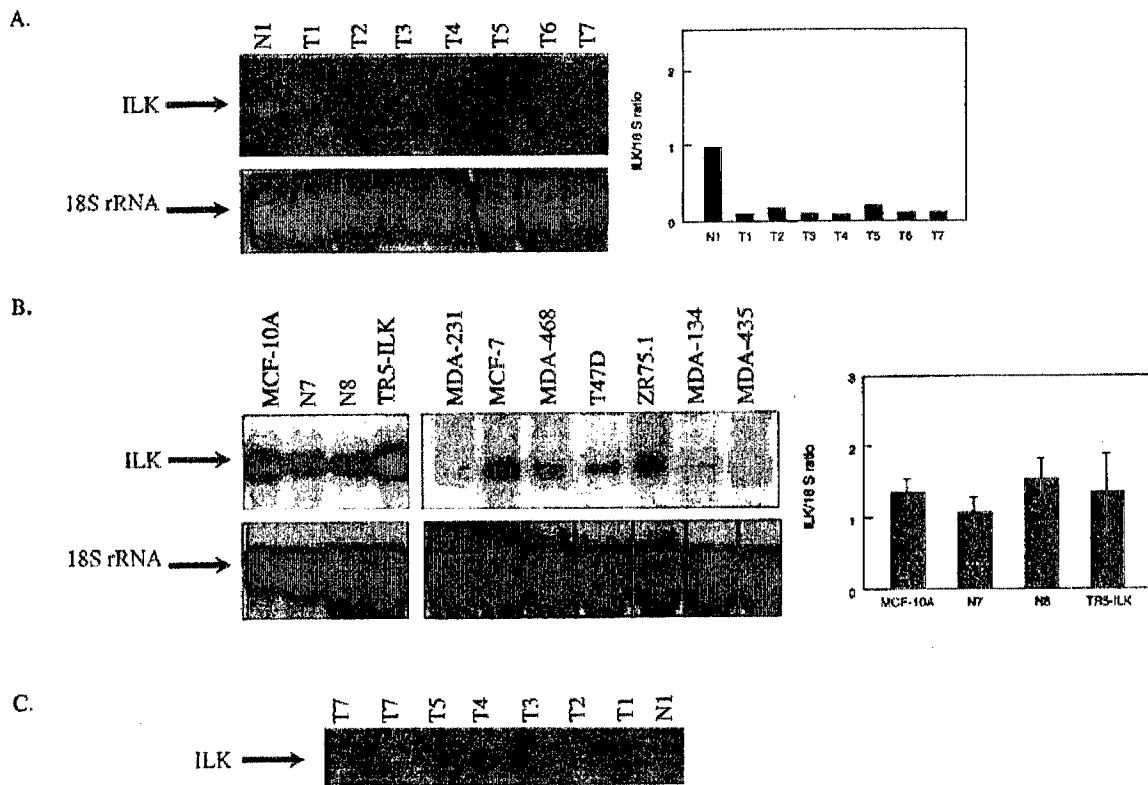 A.
N1 T1 T2 T3 T4 T5 T6 T7
ILK
18S rRNA
ILK/18 S ratio
2
1
0
N1 T1 T2 T3 T4 T5 T6 T7
B.
MCF-10A N7 N8 TR5-ILK MDA-231 MCF-7 MDA-468 T47D ZR75.1 MDA-134 MDA-435
ILK
18S rRNA
ILK/18 S ratio
3
2
1
0
MCF-10A N7 N8 TR5-ILK
C.
T7 T7 T5 T4 T3 T2 T1 N1
ILK